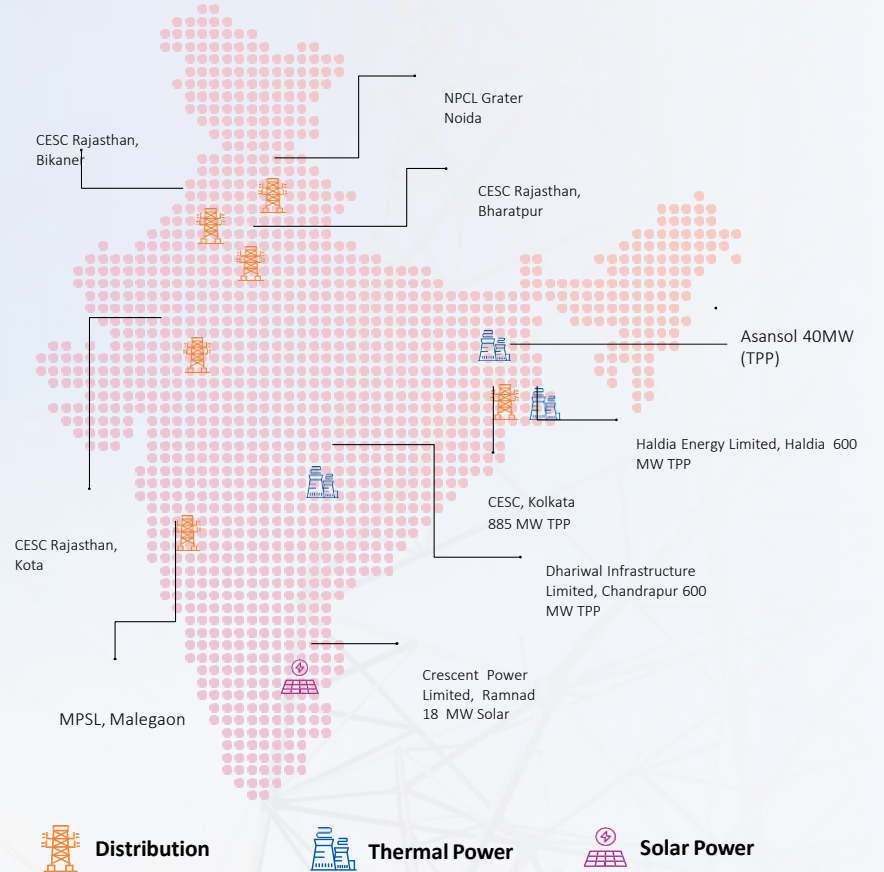 NPCL Grater
Noida
CESC Rajasthan,
Bikaner
CESC Rajasthan,
Bharatpur
Asansol 40MW
(TPP)
Haldia Energy Limited, Haldia 600
MW TPP
CESC, Kolkata
885 MW TPP
CESC Rajasthan,
Kota
Dhariwal Infrastructure
Limited, Chandrapur 600
MW TPP
Crescent Power
Limited, Ramnad
18 MW Solar
MPSL, Malegaon
Distribution
Thermal Power
Solar Power